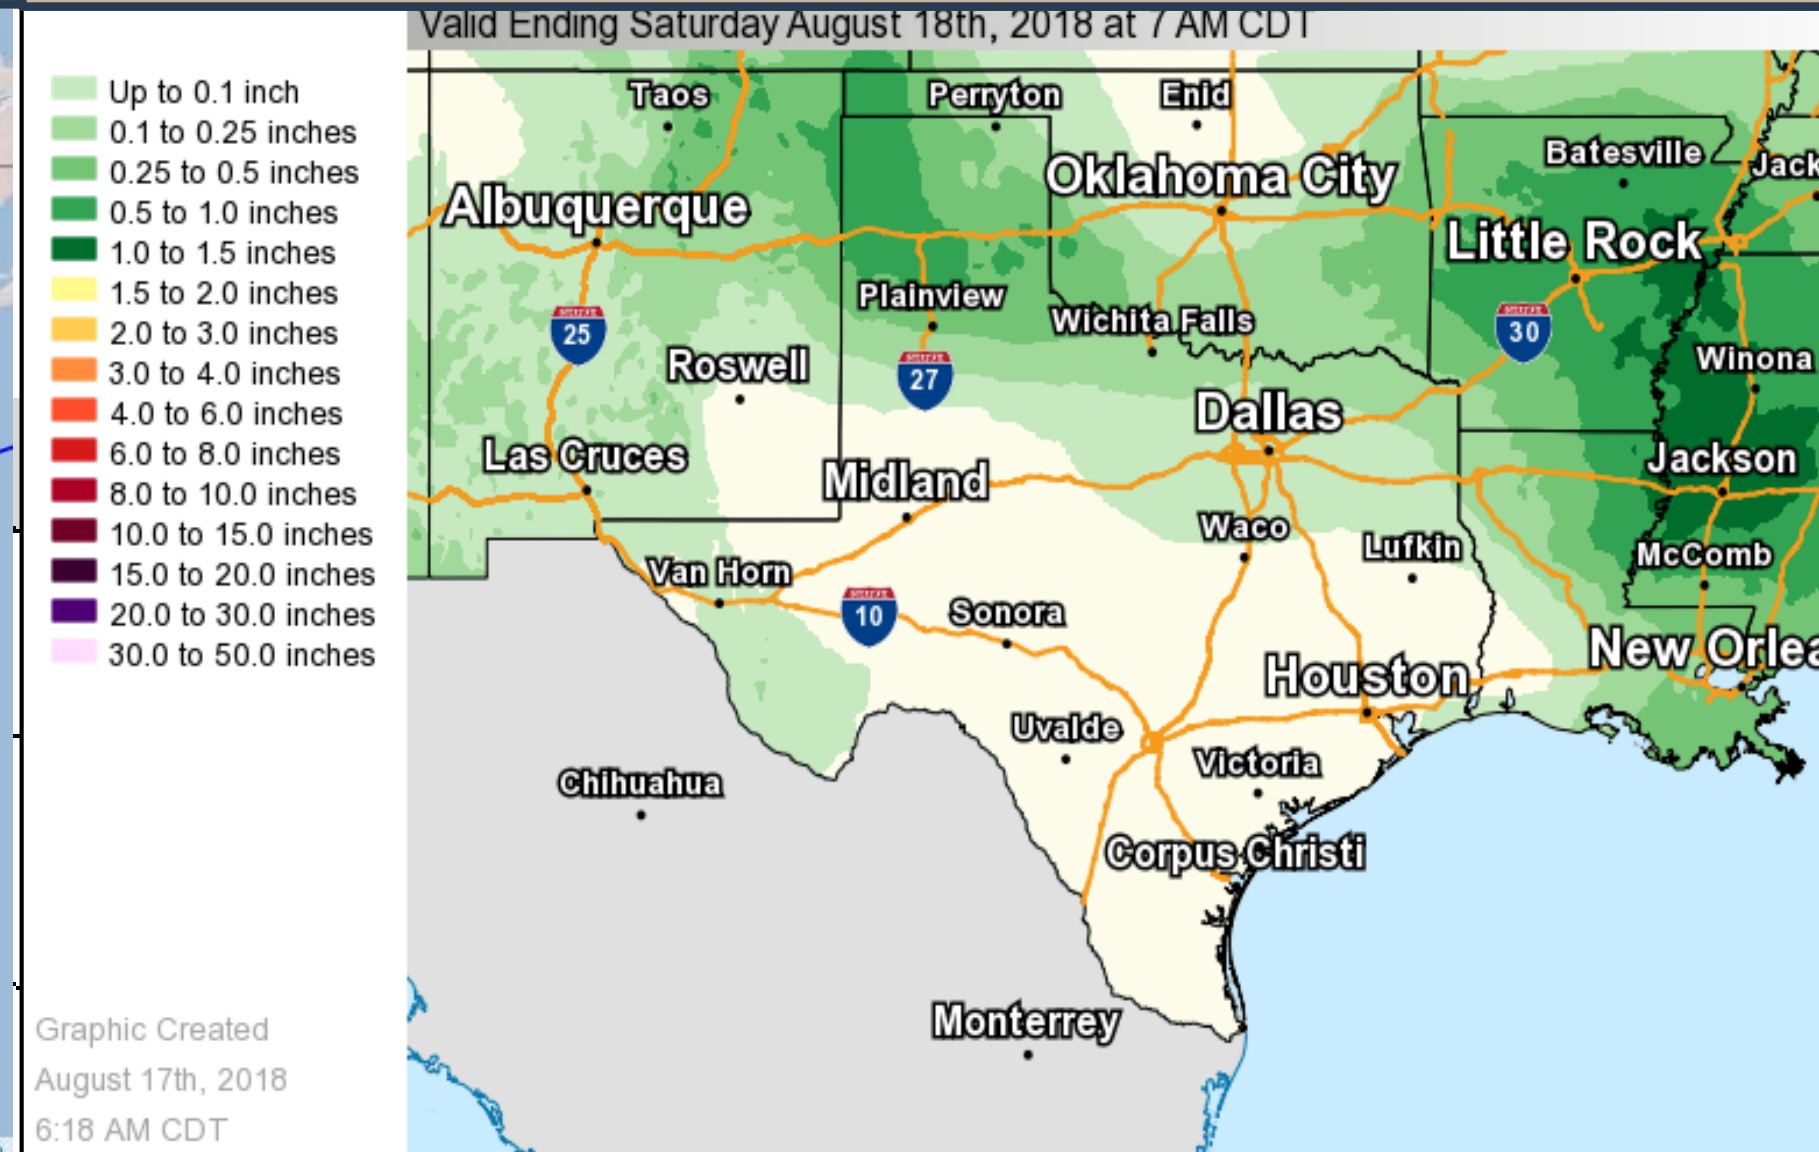 Valid Ending Saturday August 18th, 2018 at 7 AM CDT
Up to 0.1 inch
0.1 to 0.25 inches
0.25 to 0.5 inches
0.5 to 1.0 inches
1.0 to 1.5 inches
1.5 to 2.0 inches
2.0 to 3.0 inches
3.0 to 4.0 inches
4.0 to 6.0 inches
6.0 to 8.0 inches
8.0 to 10.0 inches
10.0 to 15.0 inches
15.0 to 20.0 inches
20.0 to 30.0 inches
30.0 to 50.0 inches
Graphic Created
August 17th, 2018
6:18 AM CDT
Taos
Perryton
Enid
Batesville
Jack
Oklahoma City
Albuquerque
Little Rock
Plainview
Wichita Falls
25
30
Winona
Roswell
27
Dallas
Las Cruces
Midland
Jackson
Waco
Lufkin
McComb
Van Horn
10
Sonora
New Orlea
Houston
Uvalde
Victoria
Chihuahua
Corpus Christi
Monterrey